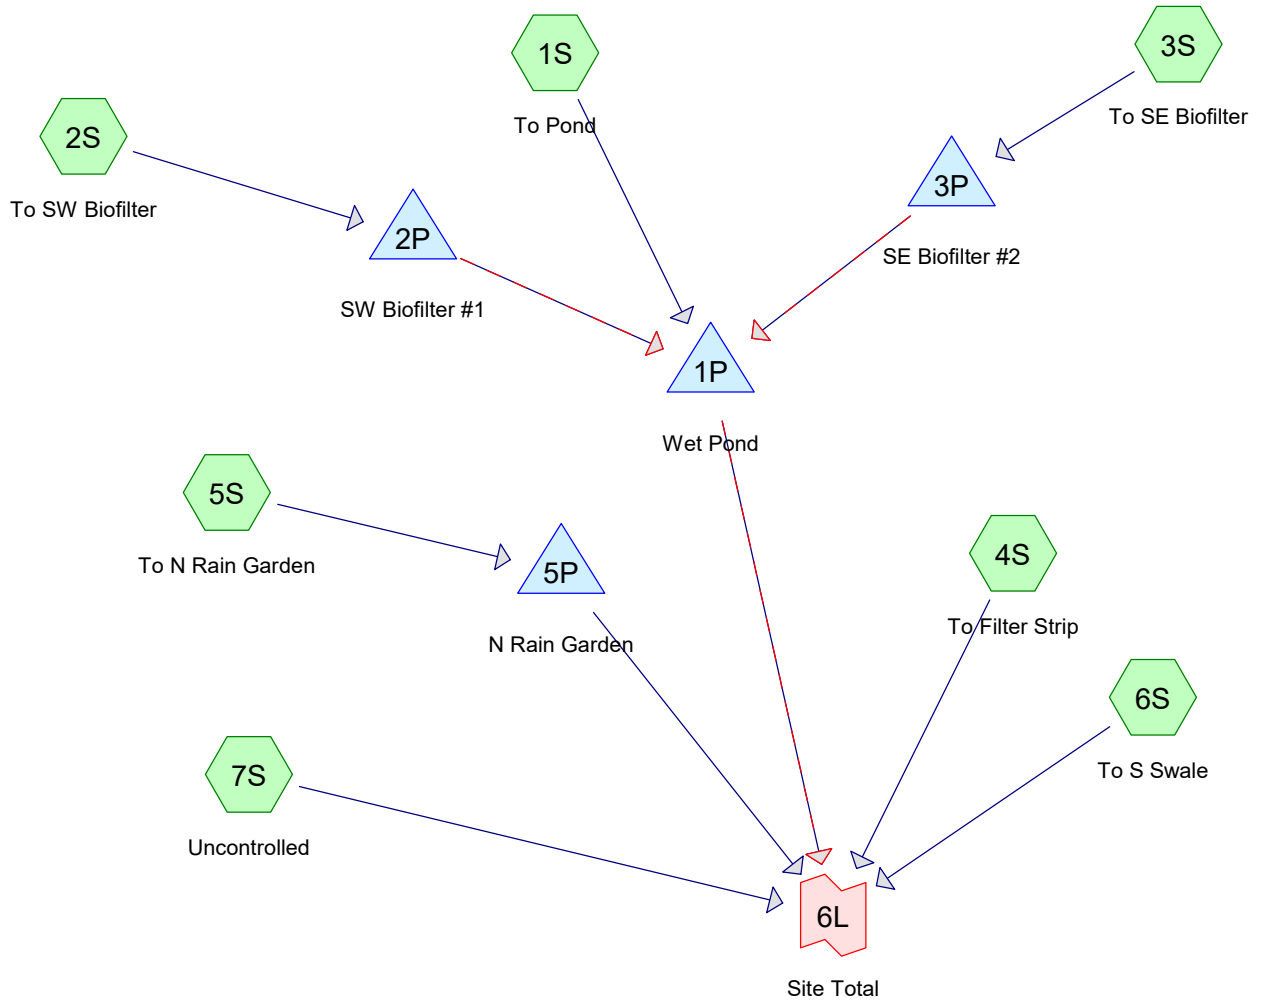 1S
To Pond
3S
To SE Biofilter
2S
To SW Biofilter
3P
SE Biofilter #2
2P
SW Biofilter #1
1P
Wet Pond
5S
To N Rain Garden
5P
N Rain Garden
4S
To Filter Strip
6S
To S Swale
7S
Uncontrolled
6L
Site Total